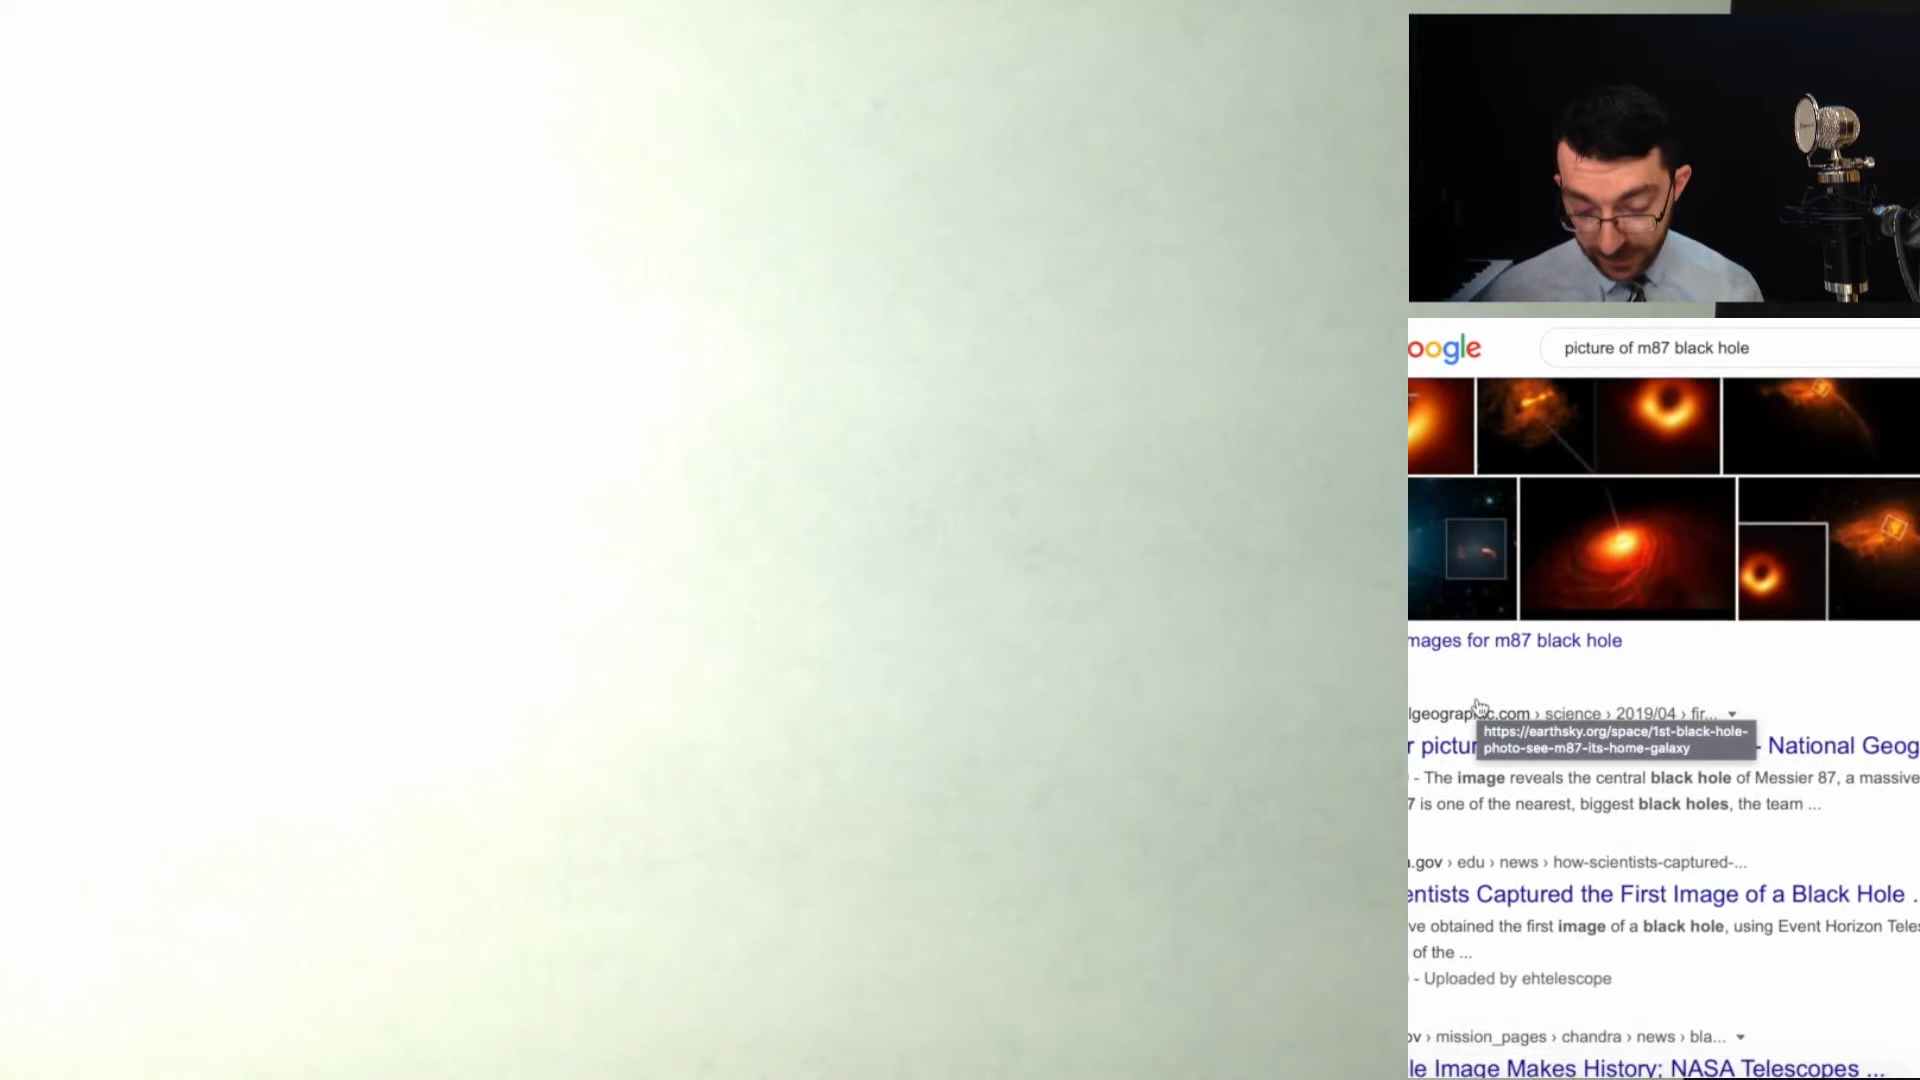 oogle
picture of m87 black hole
mages for m87 black hole
lgeographic.com › science › 2019/04 › fir...
https://earthsky.org/space/1st-black-hole-
photo-see-m87-its-home-galaxy
r pictur - National Geog
- The image reveals the central black hole of Messier 87, a massive
7 is one of the nearest, biggest black holes, the team ...
.gov › edu › news › how-scientists-captured-...
entists Captured the First Image of a Black Hole .
ve obtained the first image of a black hole, using Event Horizon Teles
of the ...
- Uploaded by ehtelescope
ov › mission_pages › chandra › news › bla...
le Image Makes History; NASA Telescopes ...